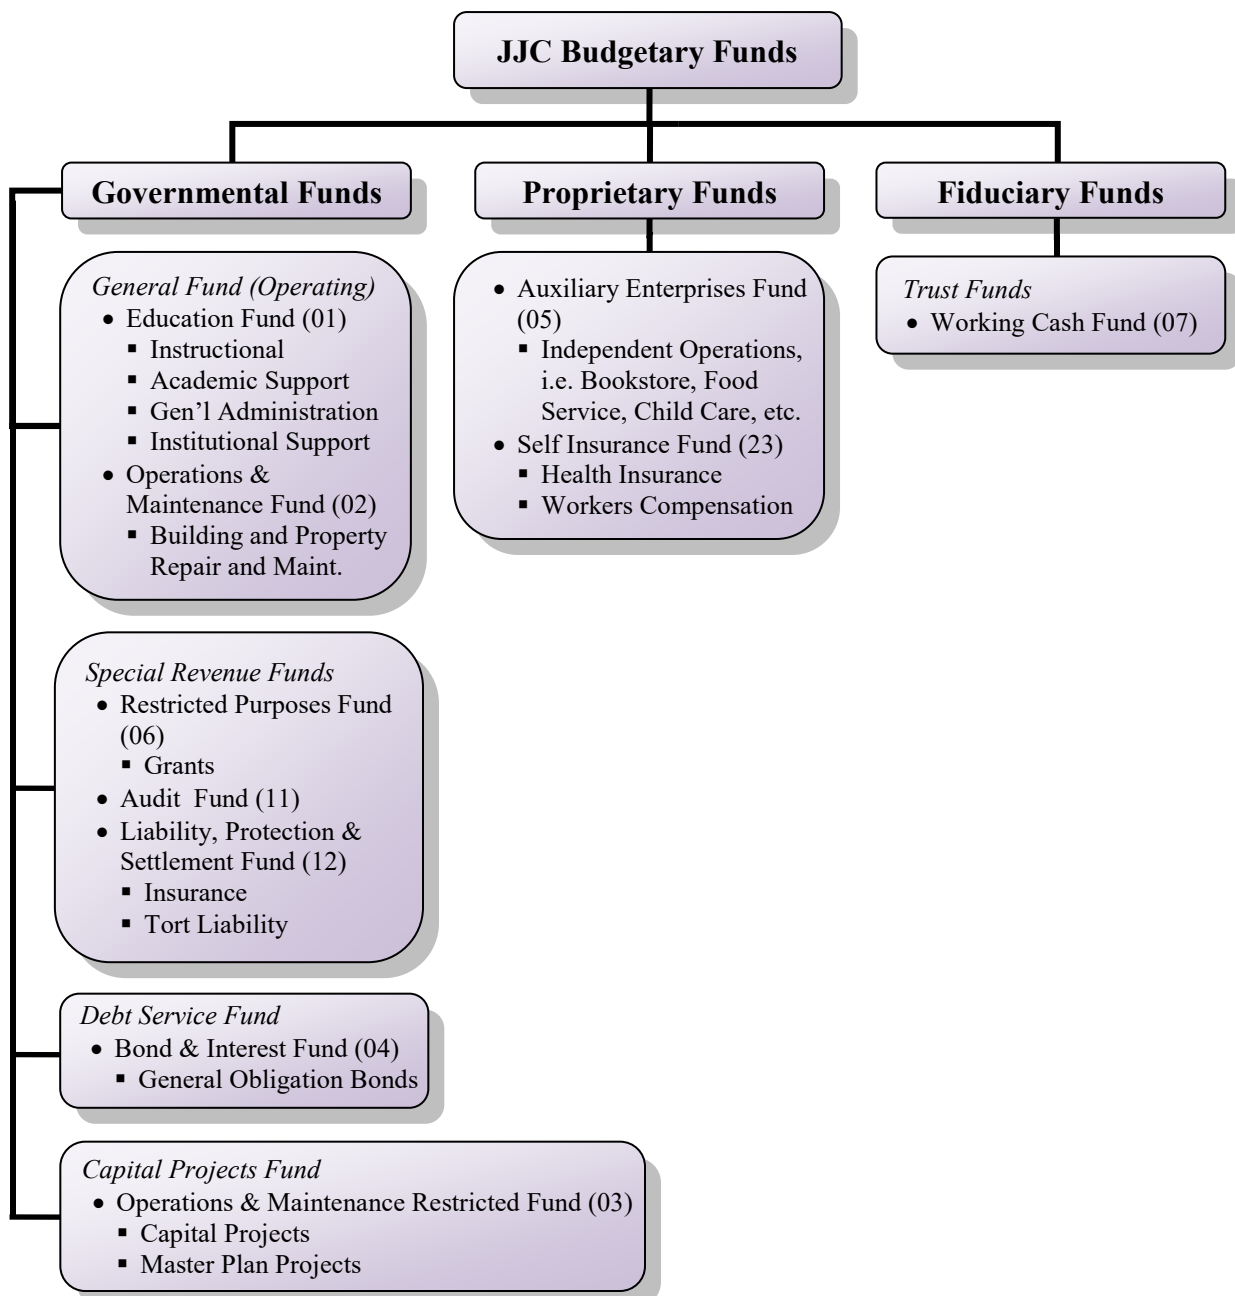 JJC Budgetary Funds
Governmental Funds
Proprietary Funds
Fiduciary Funds
General Fund (Operating)
• Education Fund (01)
▪ Instructional
▪ Academic Support
▪ Gen’l Administration
▪ Institutional Support
• Operations &
Maintenance Fund (02)
▪ Building and Property
Repair and Maint.
• Auxiliary Enterprises Fund
(05)
▪ Independent Operations,
i.e. Bookstore, Food
Service, Child Care, etc.
• Self Insurance Fund (23)
▪ Health Insurance
▪ Workers Compensation
Trust Funds
• Working Cash Fund (07)
Special Revenue Funds
• Restricted Purposes Fund
(06)
▪ Grants
• Audit  Fund (11)
• Liability, Protection &
Settlement Fund (12)
▪ Insurance
▪ Tort Liability
Debt Service Fund
• Bond & Interest Fund (04)
▪ General Obligation Bonds
Capital Projects Fund
• Operations & Maintenance Restricted Fund (03)
▪ Capital Projects
▪ Master Plan Projects